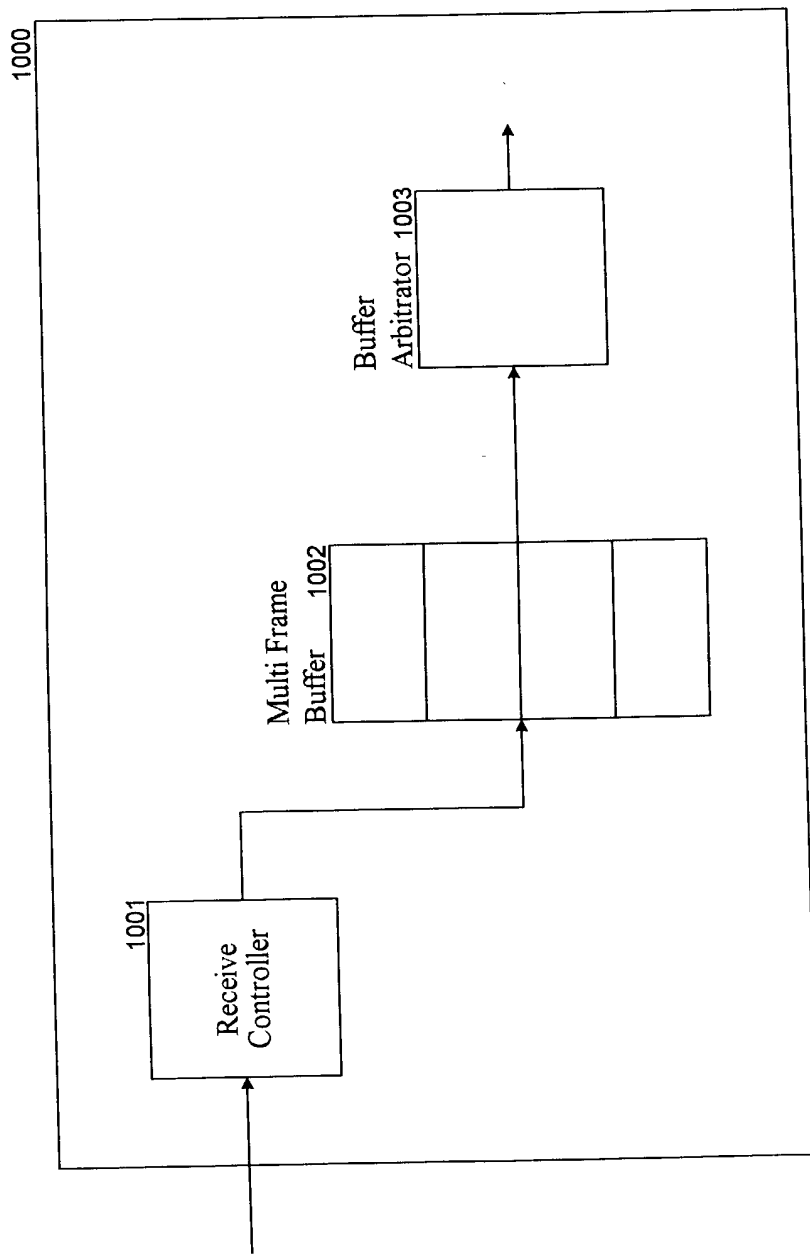 1000
1001
Receive
Controller
Multi Frame
Buffer 1002
Buffer
Arbitrator 1003